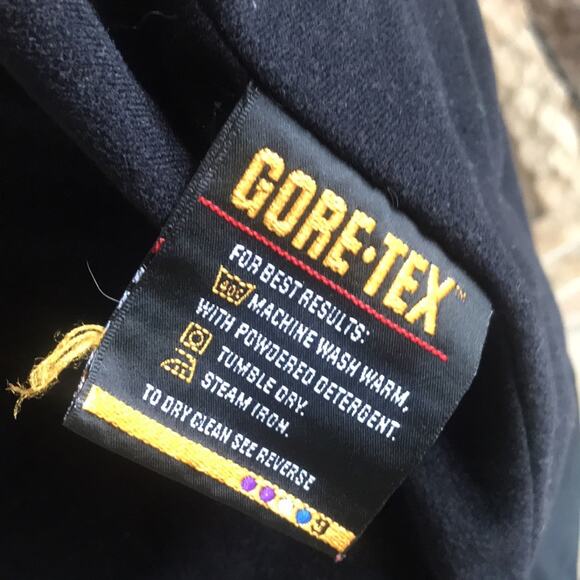 GORE-TEX™
FOR BEST RESULTS:
MACHINE WASH WARM,
WITH POWDERED DETERGENT.
TUMBLE DRY.
STEAM IRON.
TO DRY CLEAN SEE REVERSE